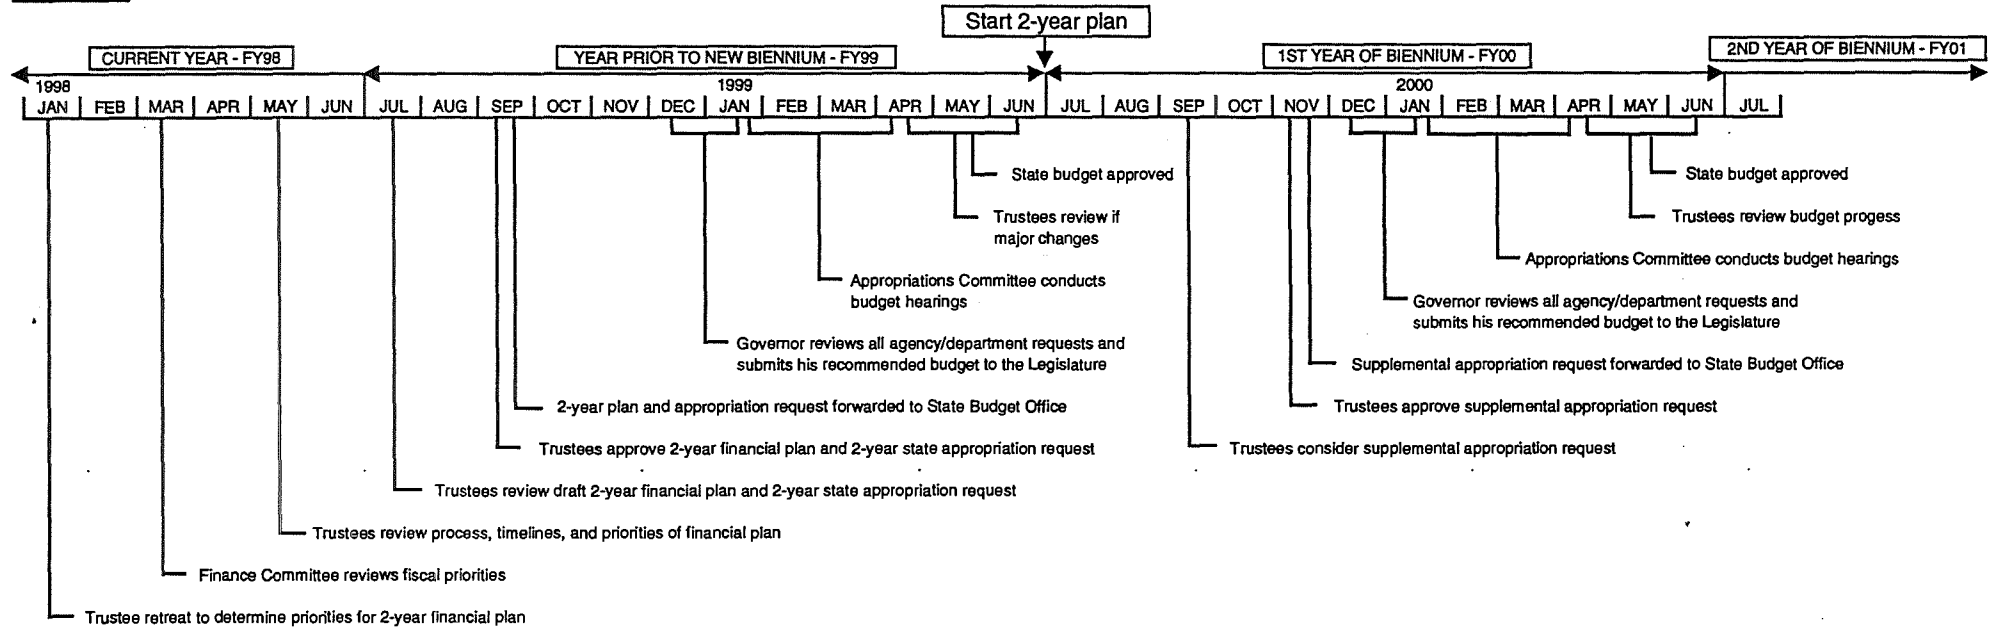 Start 2-year plan
CURRENT YEAR - FY98
YEAR PRIOR TO NEW BIENNIUM - FY99
1ST YEAR OF BIENNIUM - FY00
2ND YEAR OF BIENNIUM - FY01
1998
1999
2000
JAN FEB MAR APR MAY JUN JUL AUG SEP OCT NOV DEC JAN FEB MAR APR MAY JUN JUL AUG SEP OCT NOV DEC JAN FEB MAR APR MAY JUN JUL
State budget approved
Trustees review if
major changes
Appropriations Committee conducts
budget hearings
Governor reviews all agency/department requests and
submits his recommended budget to the Legislature
2-year plan and appropriation request forwarded to State Budget Office
Trustees approve 2-year financial plan and 2-year state appropriation request
Trustees review draft 2-year financial plan and 2-year state appropriation request
Trustees review process, timelines, and priorities of financial plan
Finance Committee reviews fiscal priorities
Trustee retreat to determine priorities for 2-year financial plan
State budget approved
Trustees review budget progess
Appropriations Committee conducts budget hearings
Governor reviews all agency/department requests and
submits his recommended budget to the Legislature
Supplemental appropriation request forwarded to State Budget Office
Trustees approve supplemental appropriation request
Trustees consider supplemental appropriation request